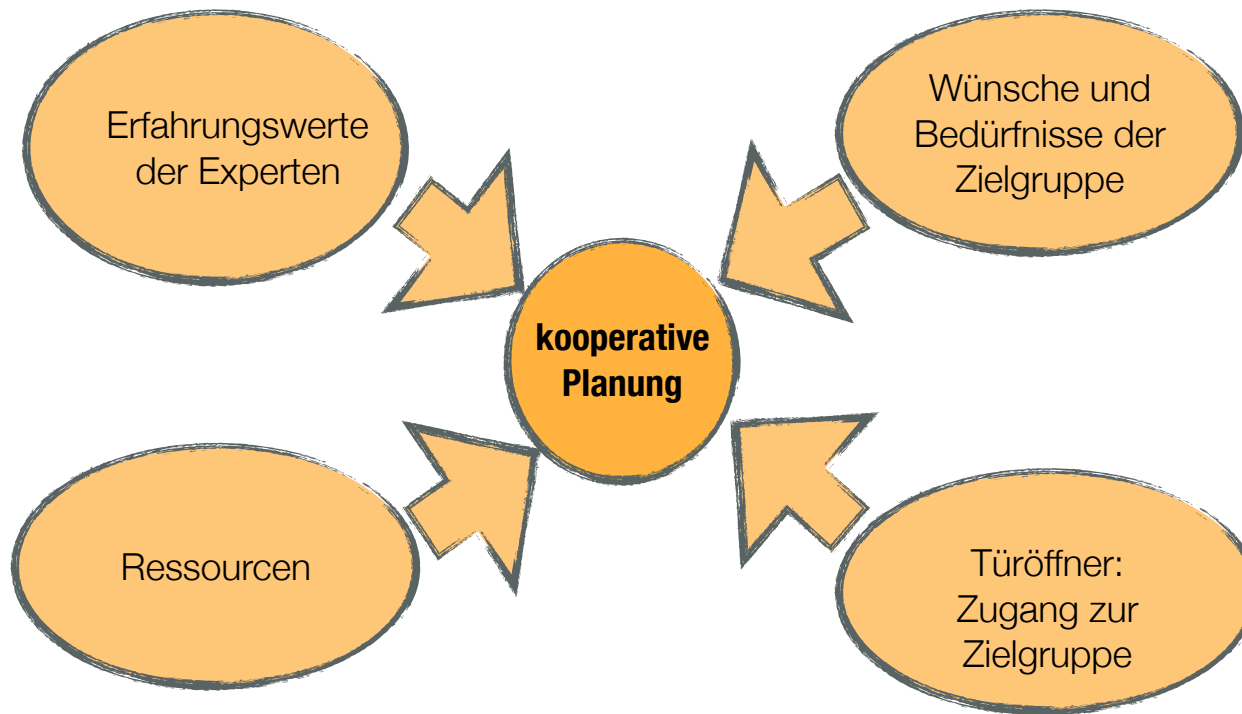 Erfahrungswerte
der Experten
Wünsche und
Bedürfnisse der
Zielgruppe
kooperative
Planung
Ressourcen
Türöffner:
Zugang zur
Zielgruppe